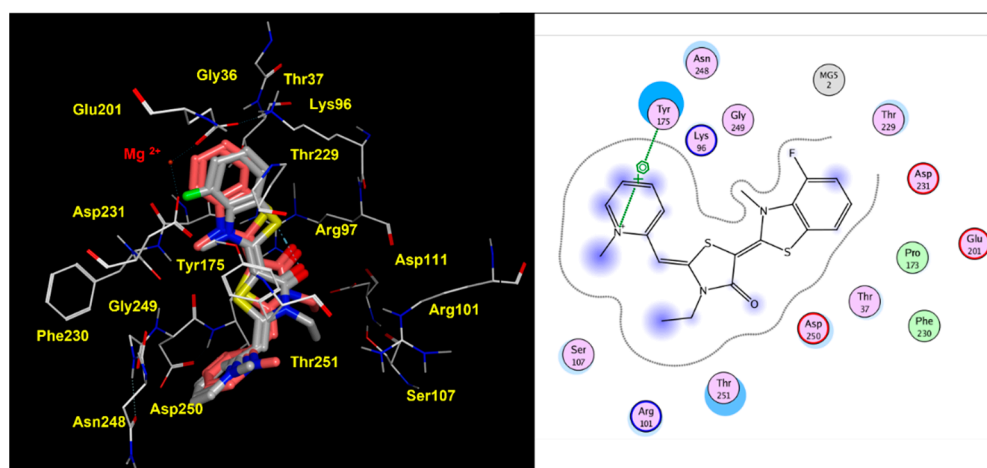 Gly36
Thr37
Glu201
Lys96
Mg 2+
Thr229
Asp231
Arg97
Tyr175
Asp111
Gly249
Arg101
Phe230
Thr251
Ser107
Asp250
Asn248
Asn
248
MG5
2
Tyr
175
Gly
249
Thr
229
Lys
96
F
Asp
231
N
+
N
S
S
Glu
201
Pro
173
N
O
Thr
37
Asp
250
Phe
230
Ser
107
Thr
251
Arg
101